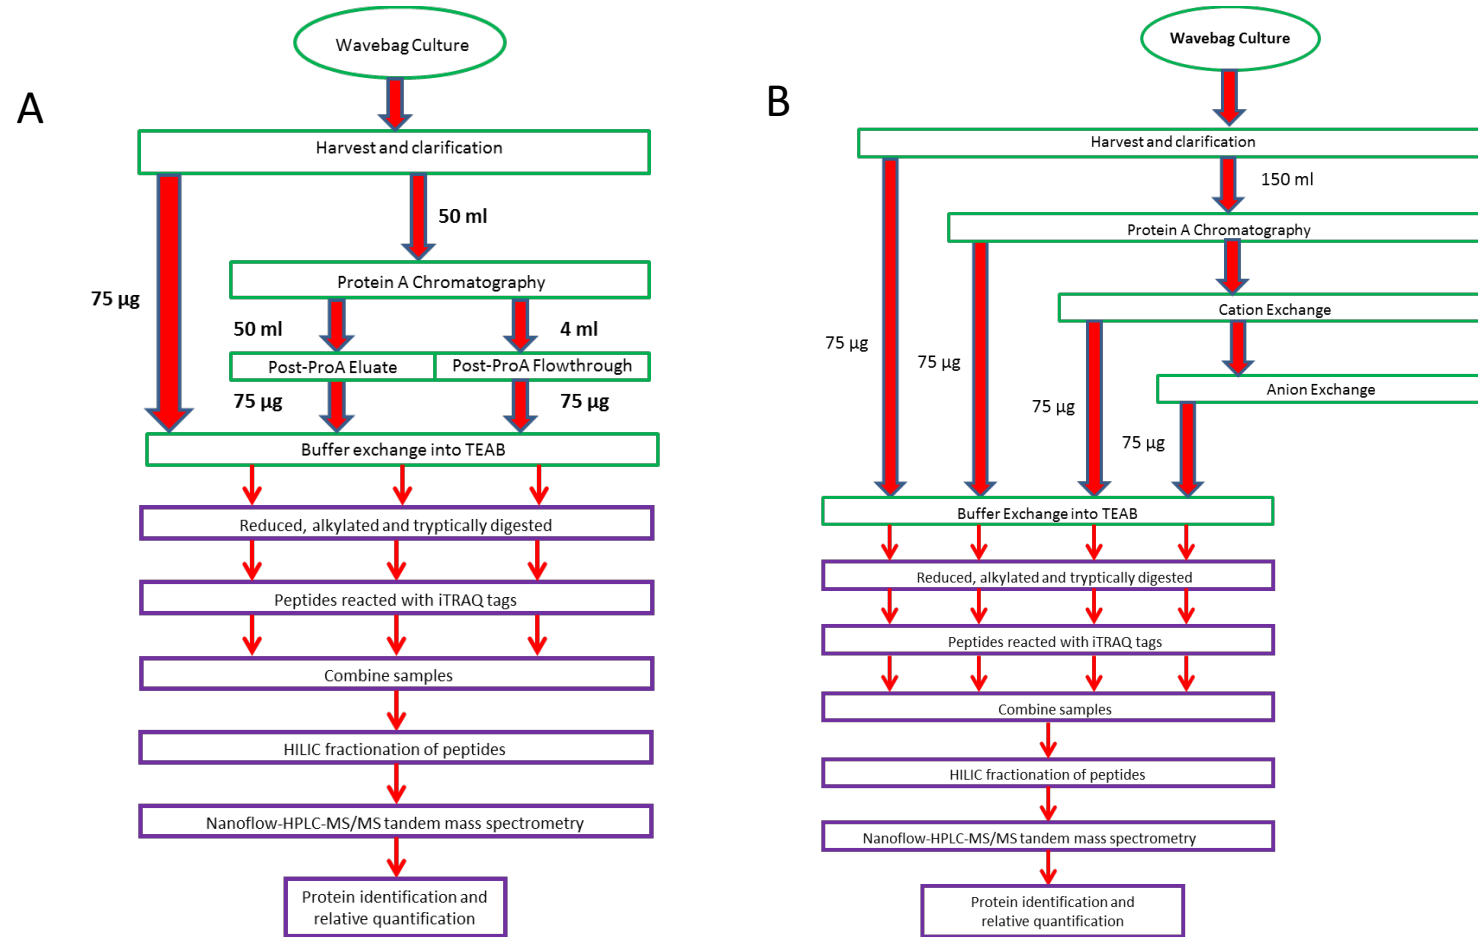 A
Wavebag Culture
Harvest and clarification
50 ml
Protein A Chromatography
75 µg
50 ml
4 ml
Post-ProA Eluate
Post-ProA Flowthrough
75 µg
75 µg
Buffer exchange into TEAB
Reduced, alkylated and tryptically digested
Peptides reacted with iTRAQ tags
Combine samples
HILIC fractionation of peptides
Nanoflow-HPLC-MS/MS tandem mass spectrometry
Protein identification and
relative quantification
B
Wavebag Culture
Harvest and clarification
150 ml
Protein A Chromatography
Cation Exchange
75 µg
75 µg
Anion Exchange
75 µg
75 µg
Buffer Exchange into TEAB
Reduced, alkylated and tryptically digested
Peptides reacted with iTRAQ tags
Combine samples
HILIC fractionation of peptides
Nanoflow-HPLC-MS/MS tandem mass spectrometry
Protein identification and
relative quantification